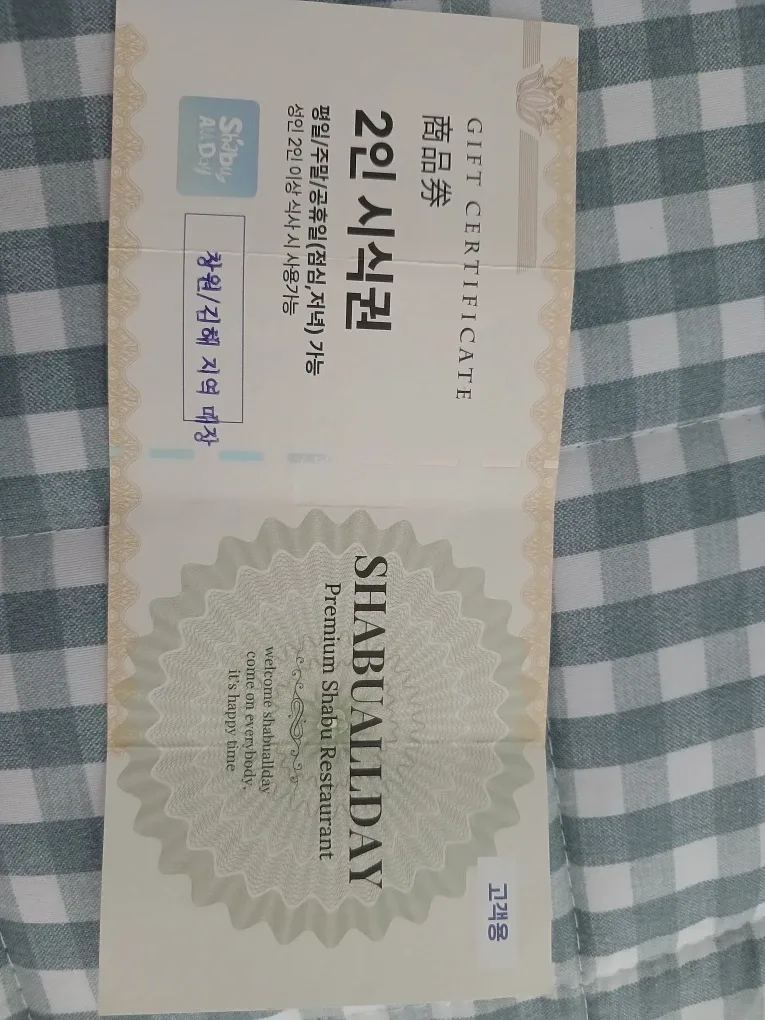 GIFT CERTIFICATE
商品券
2인 시식권
평일/주말/공휴일(점심,저녁) 가능
성인 2인 이상 식사 시 사용가능
Shabu
All Day
창원/김해 지역 매장
고객용
SHABUALLDAY
Premium Shabu Restaurant
welcome shabuallday
come on everybody.
it's happy time